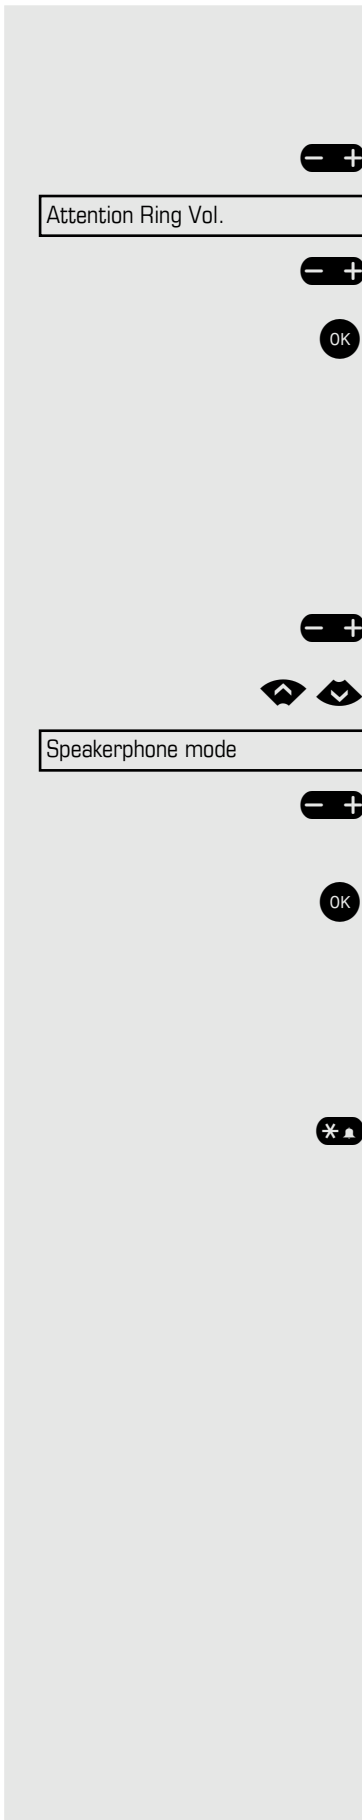 − +
Attention Ring Vol.
− +
OK
− +
Speakerphone mode
− +
OK
*